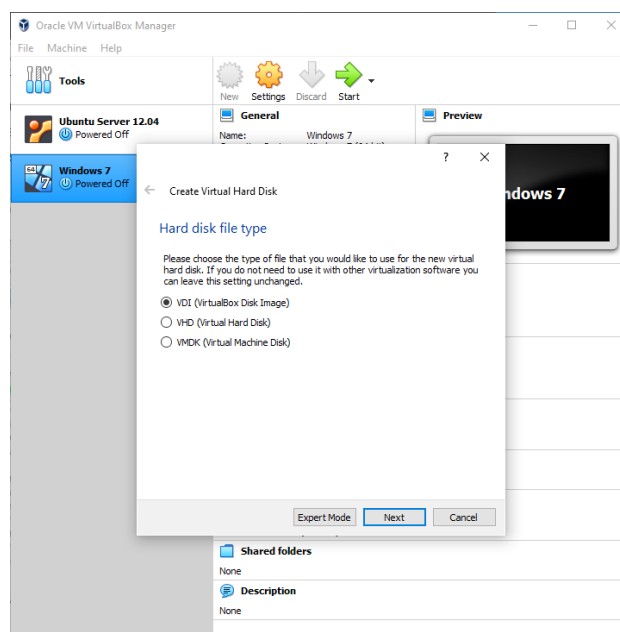 Oracle VM VirtualBox Manager
File Machine Help
Tools
New Settings Discard Start
Ubuntu Server 12.04
Powered Off
64
7
Windows 7
Powered Off
General
Name: Windows 7
Preview
ndows 7
?
Create Virtual Hard Disk
Hard disk file type
Please choose the type of file that you would like to use for the new virtual
hard disk. If you do not need to use it with other virtualization software you
can leave this setting unchanged.
VDI (VirtualBox Disk Image)
VHD (Virtual Hard Disk)
VMDK (Virtual Machine Disk)
Expert Mode Next Cancel
Shared folders
None
Description
None